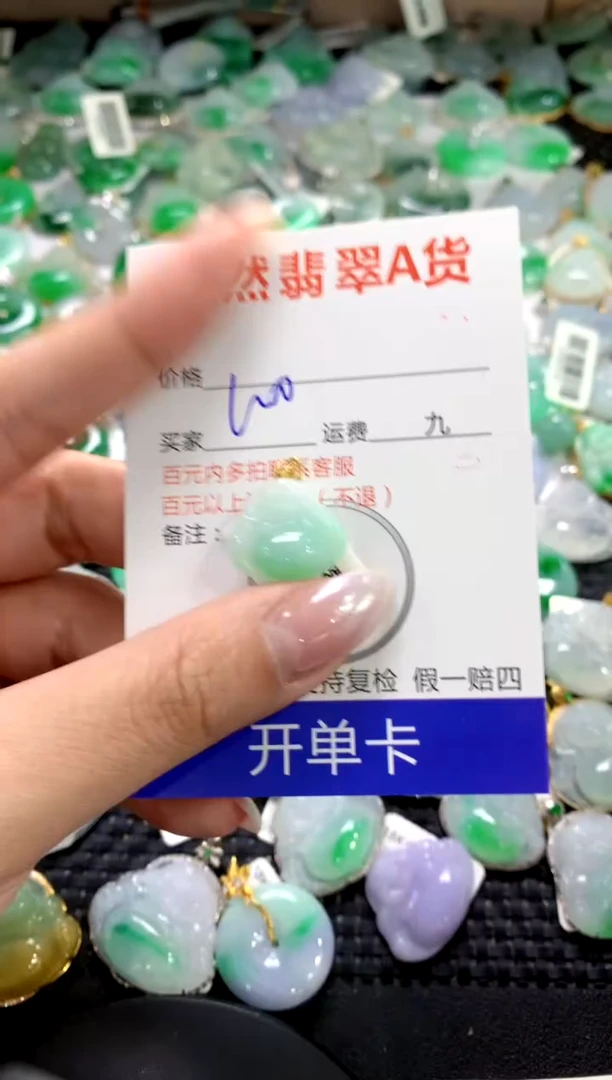 然翡翠A货
价格
买家 运费 九
百元内多拍联系客服
百元以上 (不退)
备注:
持复检 假一赔四
开单卡